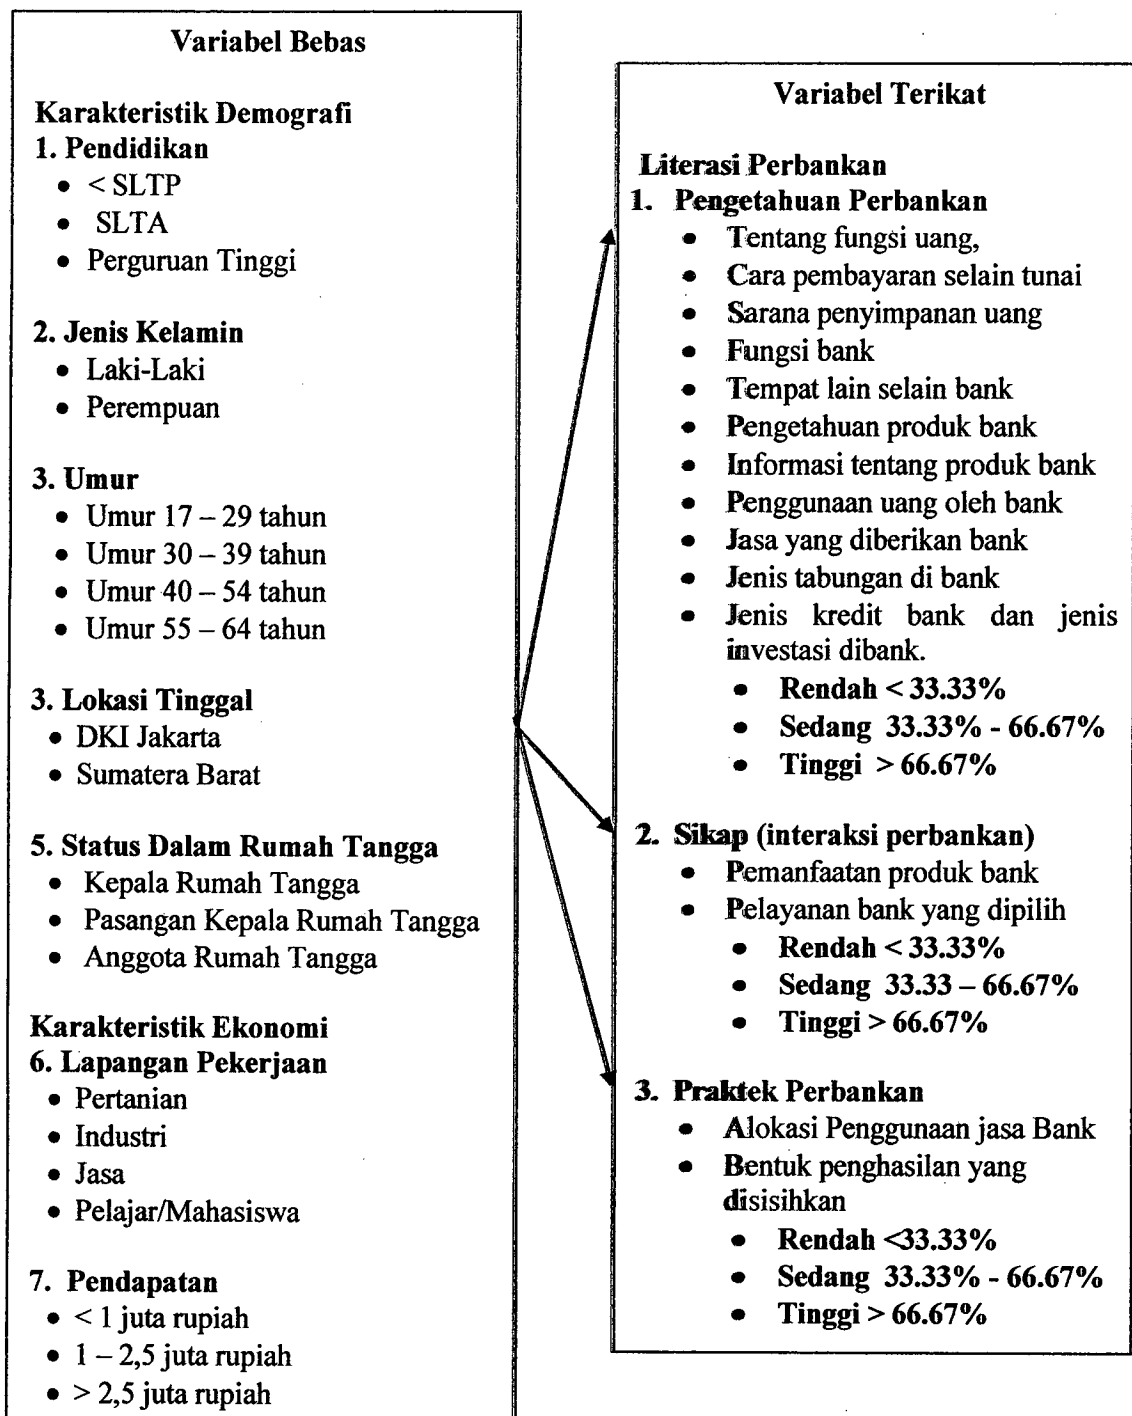 Variabel Bebas
Karakteristik Demografi
1. Pendidikan
• < SLTP
• SLTA
• Perguruan Tinggi
2. Jenis Kelamin
• Laki-Laki
• Perempuan
3. Umur
• Umur 17 – 29 tahun
• Umur 30 – 39 tahun
• Umur 40 – 54 tahun
• Umur 55 – 64 tahun
3. Lokasi Tinggal
• DKI Jakarta
• Sumatera Barat
5. Status Dalam Rumah Tangga
• Kepala Rumah Tangga
• Pasangan Kepala Rumah Tangga
• Anggota Rumah Tangga
Karakteristik Ekonomi
6. Lapangan Pekerjaan
• Pertanian
• Industri
• Jasa
• Pelajar/Mahasiswa
7. Pendapatan
• < 1 juta rupiah
• 1 – 2,5 juta rupiah
• > 2,5 juta rupiah
Variabel Terikat
Literasi Perbankan
1. Pengetahuan Perbankan
• Tentang fungsi uang,
• Cara pembayaran selain tunai
• Sarana penyimpanan uang
• Fungsi bank
• Tempat lain selain bank
• Pengetahuan produk bank
• Informasi tentang produk bank
• Penggunaan uang oleh bank
• Jasa yang diberikan bank
• Jenis tabungan di bank
• Jenis kredit bank dan jenis
investasi dibank.
• Rendah < 33.33%
• Sedang 33.33% - 66.67%
• Tinggi > 66.67%
2. Sikap (interaksi perbankan)
• Pemanfaatan produk bank
• Pelayanan bank yang dipilih
• Rendah < 33.33%
• Sedang 33.33 – 66.67%
• Tinggi > 66.67%
3. Praktek Perbankan
• Alokasi Penggunaan jasa Bank
• Bentuk penghasilan yang
disisihkan
• Rendah <33.33%
• Sedang 33.33% - 66.67%
• Tinggi > 66.67%